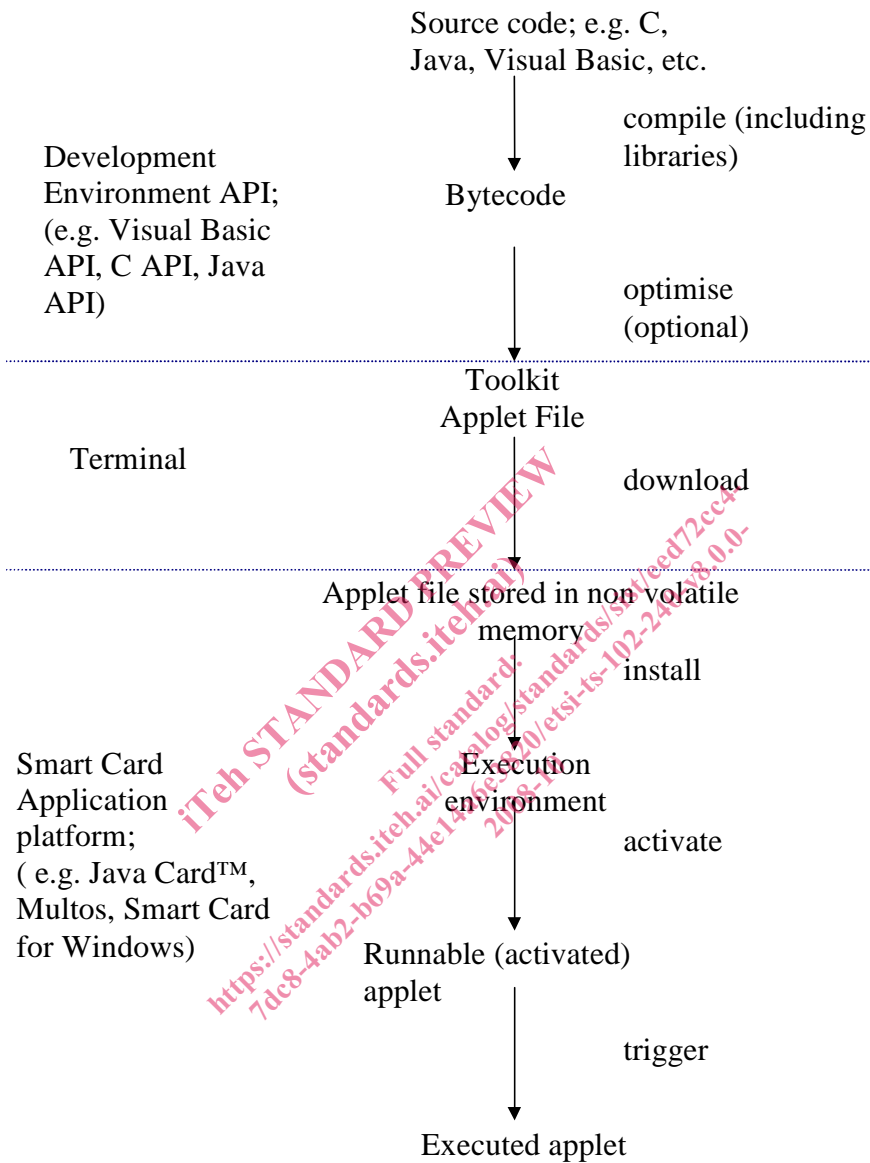 Source code; e.g. C,
Java, Visual Basic, etc.
compile (including
libraries)
Development
Environment API;
(e.g. Visual Basic
API, C API, Java
API)
Bytecode
optimise
(optional)
Toolkit
Applet File
Terminal
download
Applet file stored in non volatile
memory
install
Smart Card
Application
platform;
( e.g. Java Card™,
Multos, Smart Card
for Windows)
Execution
environment
activate
Runnable (activated)
applet
trigger
Executed applet
iTeh STANDARD PREVIEW
(standards.iteh.ai)
Full standard:
https://standards.iteh.ai/catalog/standards/sist/eed72cc4-
7dc8-4ab2-b69a-44e14a6e3820/etsi-ts-102-240-v8.0.0-
2008-10